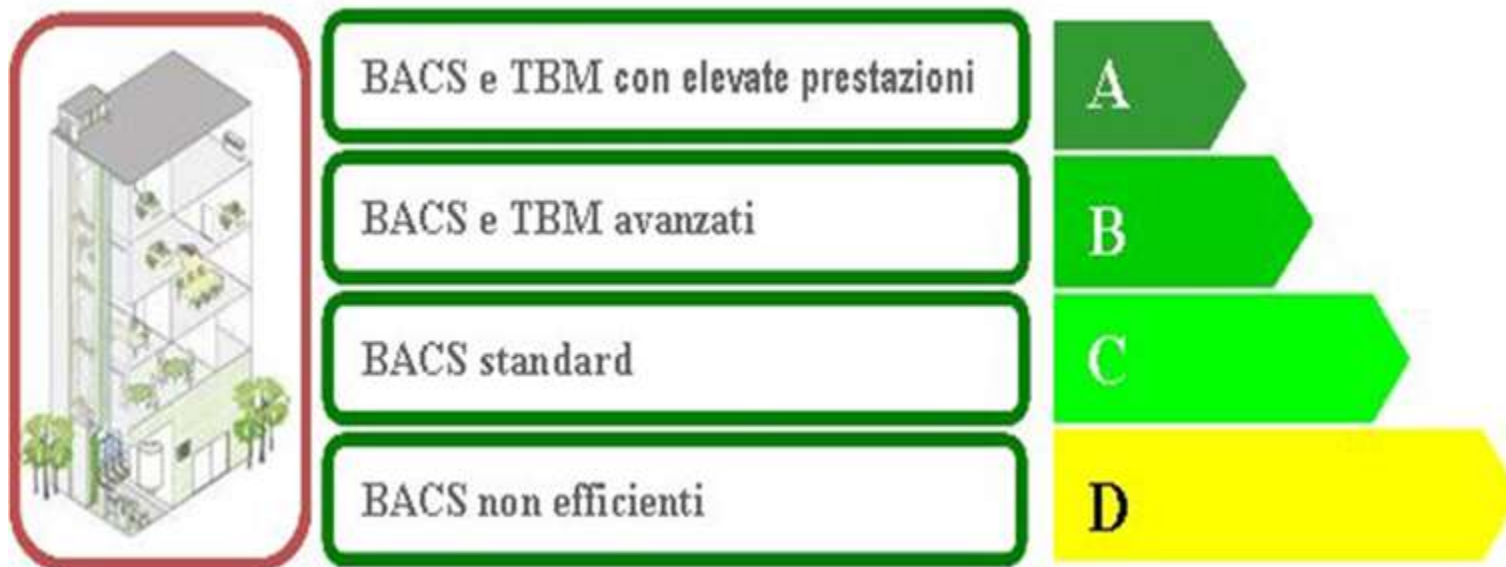 BACS e TBM con elevate prestazioni
A
BACS e TBM avanzati
B
BACS standard
C
BACS non efficienti
D